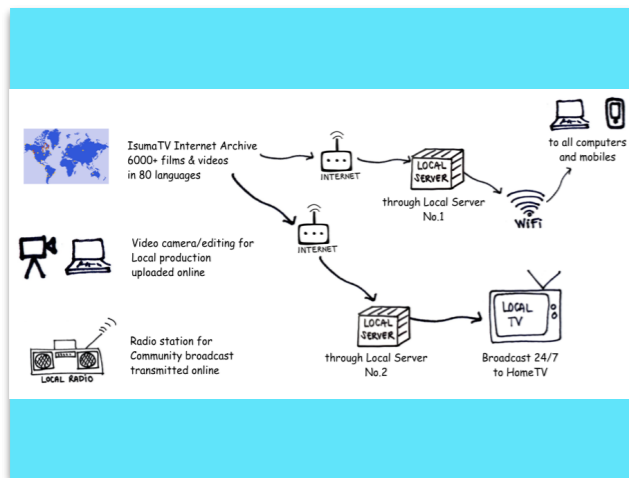 IsumaTV Internet Archive
6000+ films & videos
in 80 languages
INTERNET
LOCAL
SERVER
through Local Server
No.1
WiFi
to all computers
and mobiles
Video camera/editing for
Local production
uploaded online
INTERNET
LOCAL
SERVER
through Local Server
No.2
LOCAL
TV
Broadcast 24/7
to HomeTV
LOCAL RADIO
Radio station for
Community broadcast
transmitted online